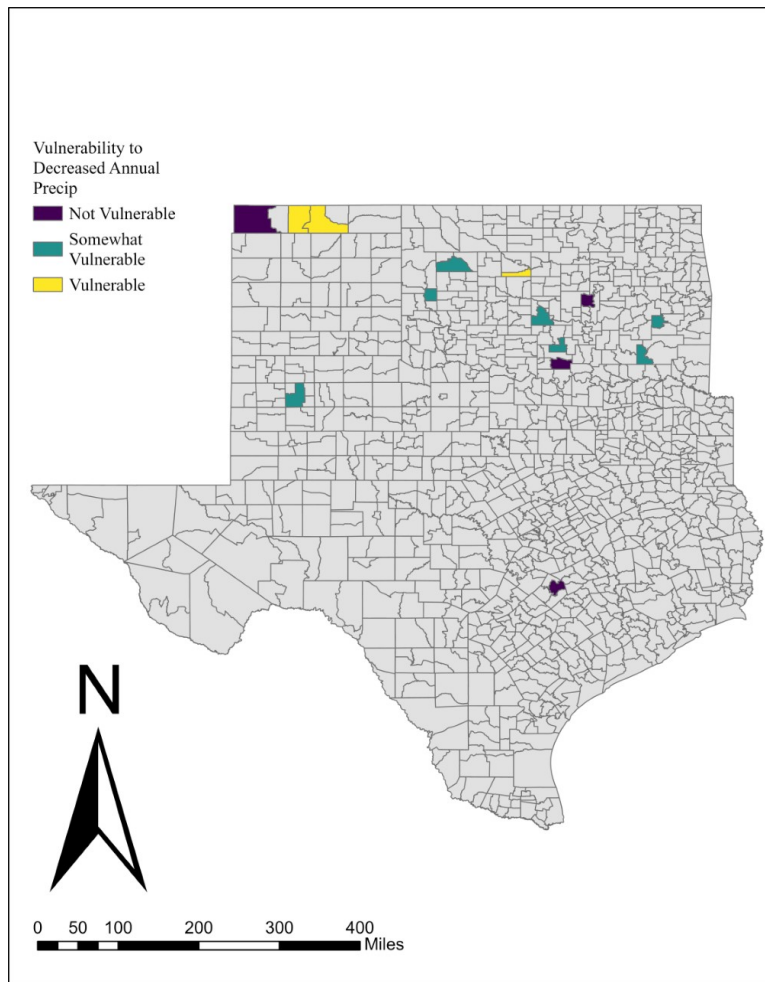 Vulnerability to
Decreased Annual
Precip
Not Vulnerable
Somewhat
Vulnerable
Vulnerable
N
0 50 100 200 300 400
Miles